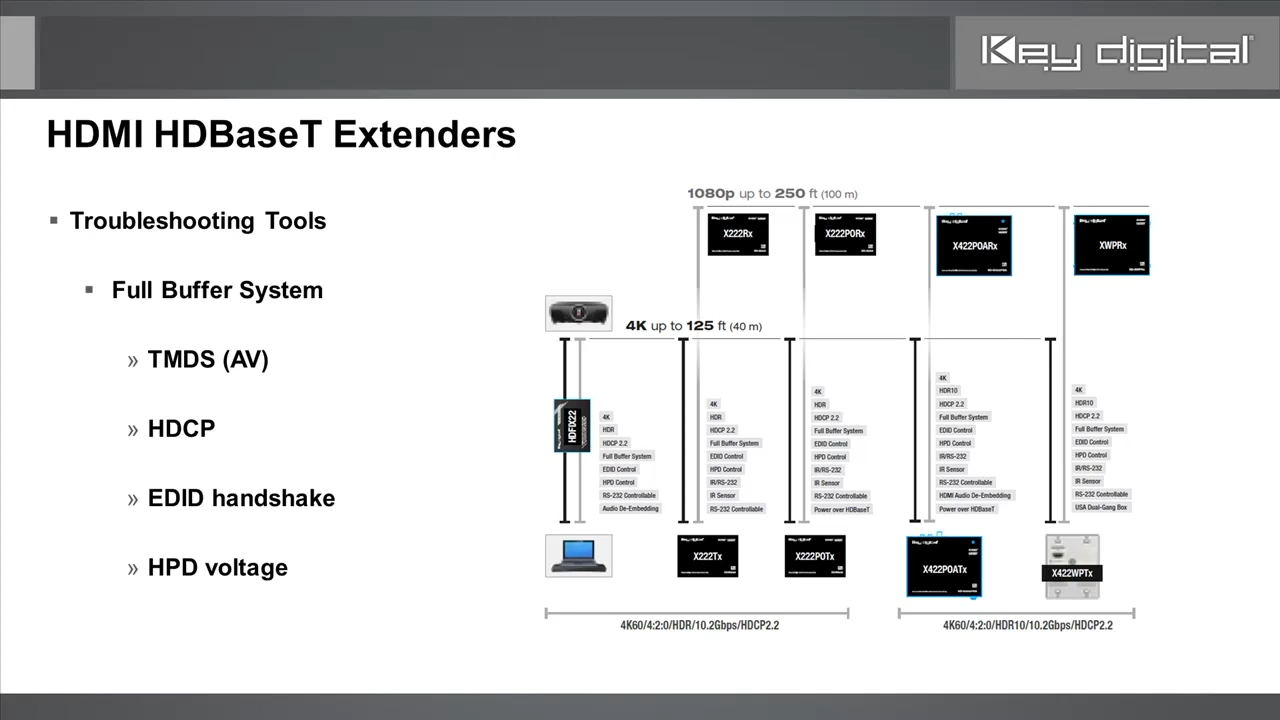 Key digital
HDMI HDBaseT Extenders
Troubleshooting Tools
Full Buffer System
» TMDS (AV)
» HDCP
» EDID handshake
» HPD voltage
1080p up to 250 ft (100 m)
X222Rx
X222PORx
X422POARx
XWPRx
4K up to 125 ft (40 m)
HDFIX22
4K
HDR
HDCP 2.2
Full Buffer System
EDID Control
HPD Control
RS-232 Controllable
Audio De-Embedding
4K
HDR
HDCP 2.2
Full Buffer System
EDID Control
HPD Control
IR/RS-232
IR Sensor
RS-232 Controllable
4K
HDR
HDCP 2.2
Full Buffer System
EDID Control
HPD Control
IR/RS-232
IR Sensor
RS-232 Controllable
Power over HDBaseT
4K
HDR10
HDCP 2.2
Full Buffer System
EDID Control
HPD Control
IR/RS-232
IR Sensor
RS-232 Controllable
HDMI Audio De-Embedding
Power over HDBaseT
4K
HDR10
HDCP 2.2
Full Buffer System
EDID Control
HPD Control
IR/RS-232
IR Sensor
RS-232 Controllable
USA Dual-Gang Box
X222Tx
X222POTx
X422POATx
X422WPTx
4K60/4:2:0/HDR/10.2Gbps/HDCP2.2
4K60/4:2:0/HDR10/10.2Gbps/HDCP2.2